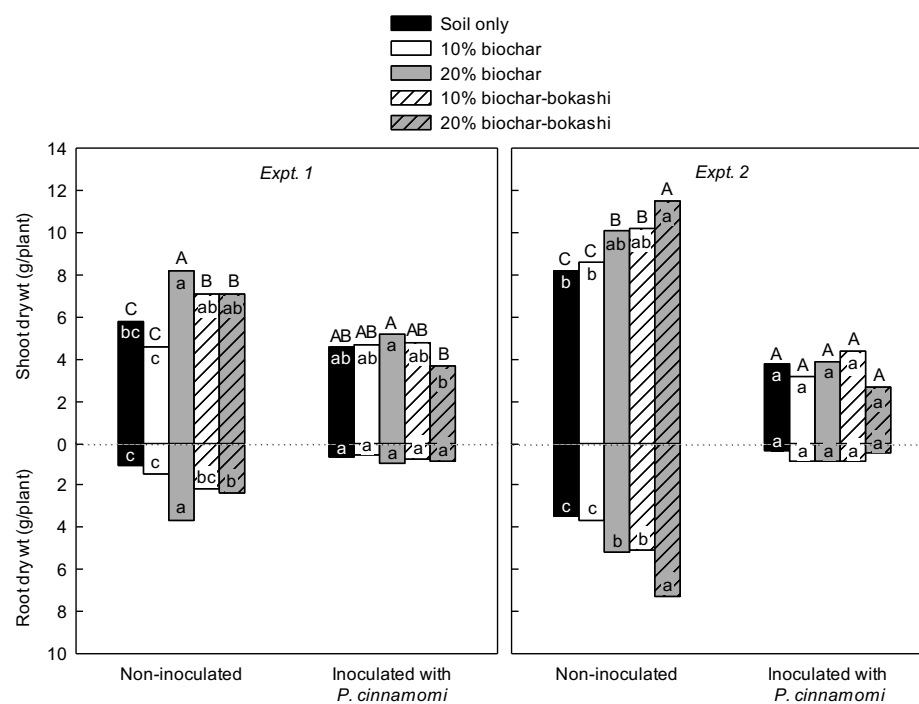 Soil only
10% biochar
20% biochar
10% biochar-bokashi
20% biochar-bokashi
Shoot dry wt (g/plant)
Root dry wt (g/plant)
14
12
10
8
6
4
2
0
2
4
6
8
10
Expt. 1
C C A B B
bc c a ab ab
c c a bc b
AB AB A AB B
ab ab a ab b
a a a a a
Non-inoculated
Inoculated with
P. cinnamomi
Expt. 2
C C B B A
b b ab ab a
c c b b a
A A A A A
a a a a a
a a a a a
Non-inoculated
Inoculated with
P. cinnamomi